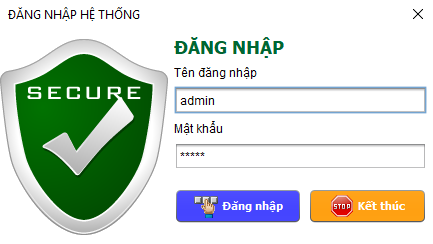 ĐĂNG NHẬP HỆ THỐNG
SECURE
ĐĂNG NHẬP
Tên đăng nhập
admin
Mật khẩu
*****
Đăng nhập
STOP Kết thúc